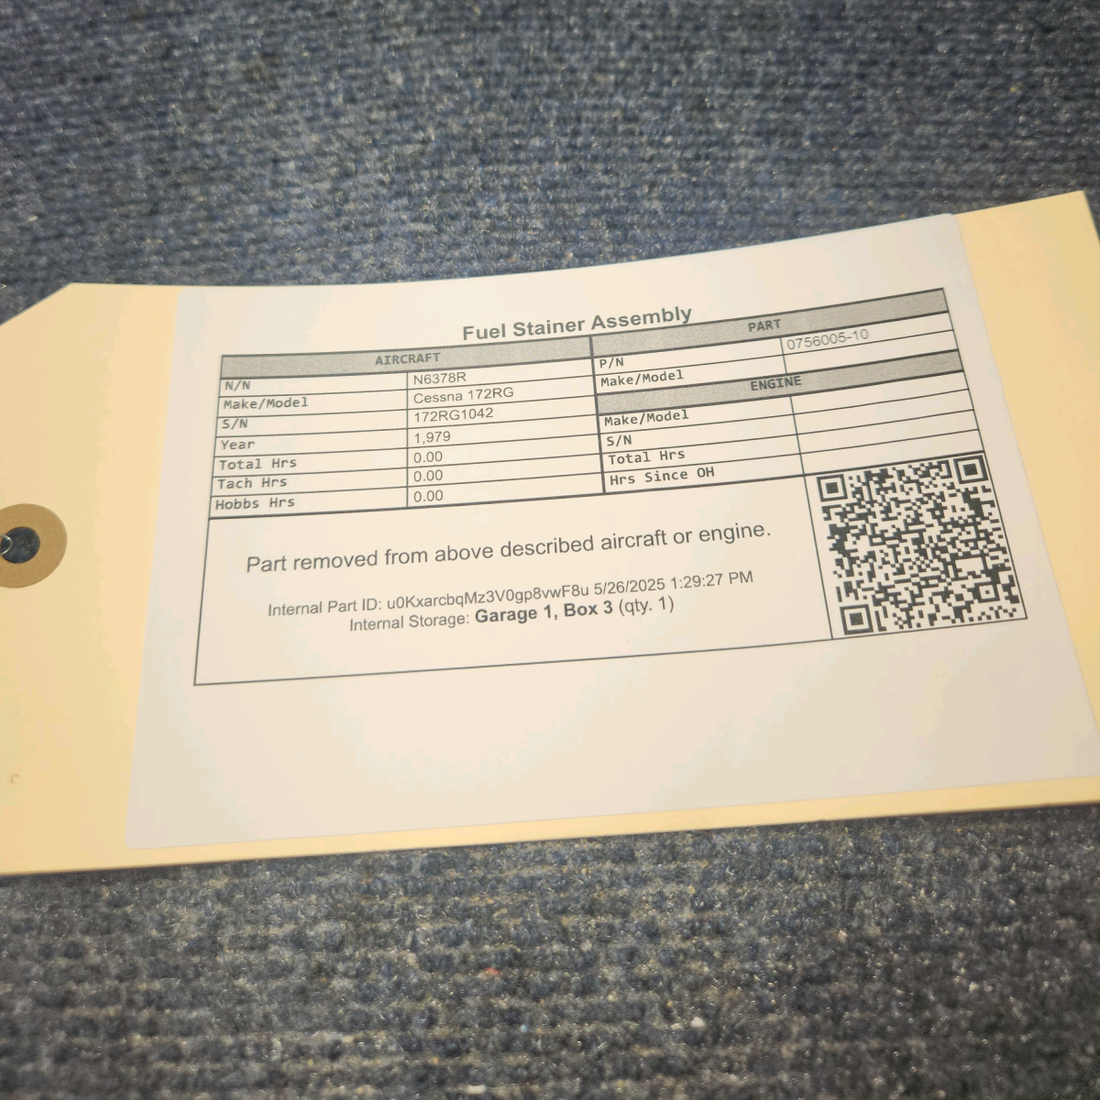 Fuel Stainer Assembly
AIRCRAFT
N/N N6378R
Make/Model Cessna 172RG
S/N 172RG1042
Year 1,979
Total Hrs 0.00
Tach Hrs 0.00
Hobbs Hrs 0.00
PART
P/N 0756005-10
Make/Model
ENGINE
Make/Model
S/N
Total Hrs
Hrs Since OH
Part removed from above described aircraft or engine.
Internal Part ID: u0KxarcbqMz3V0gp8vwF8u 5/26/2025 1:29:27 PM
Internal Storage: Garage 1, Box 3 (qty. 1)